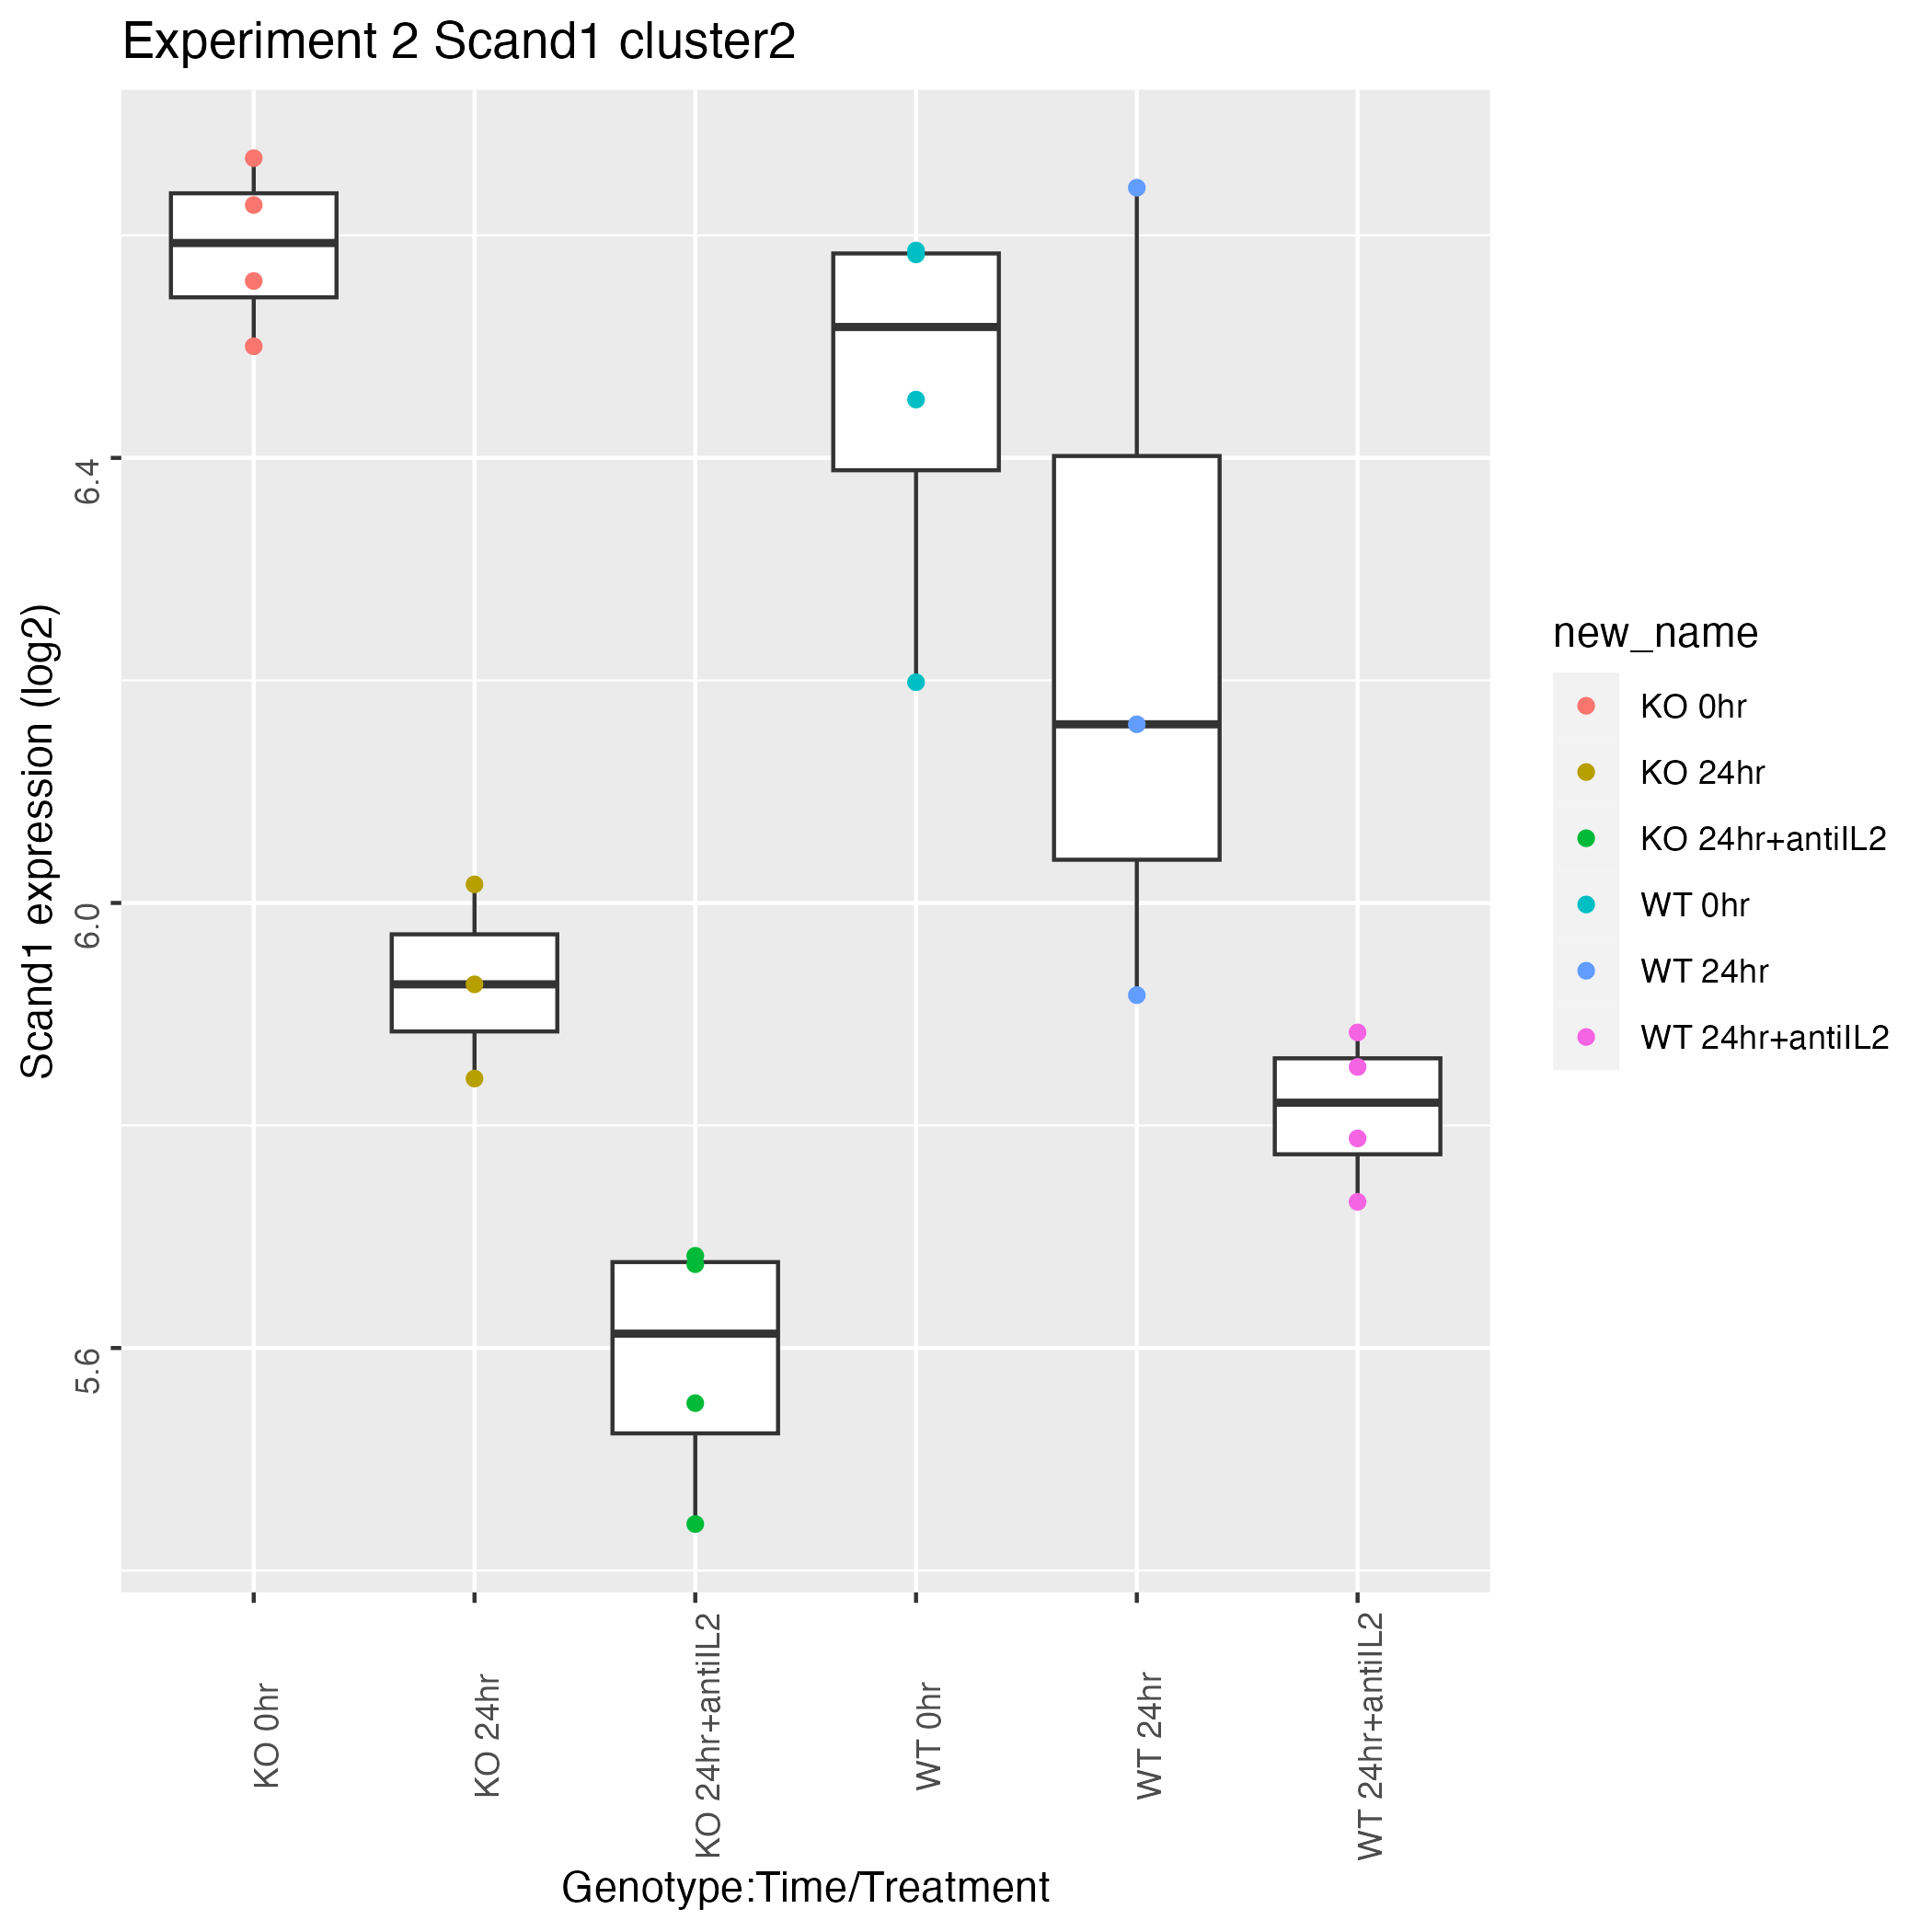 Experiment 2 Scand1 cluster2
Scand1 expression (log2)
6.4
6.0
5.6
KO 0hr
KO 24hr
KO 24hr+antiIL2
WT 0hr
WT 24hr
WT 24hr+antiIL2
Genotype:Time/Treatment
new_name
KO 0hr
KO 24hr
KO 24hr+antiIL2
WT 0hr
WT 24hr
WT 24hr+antiIL2